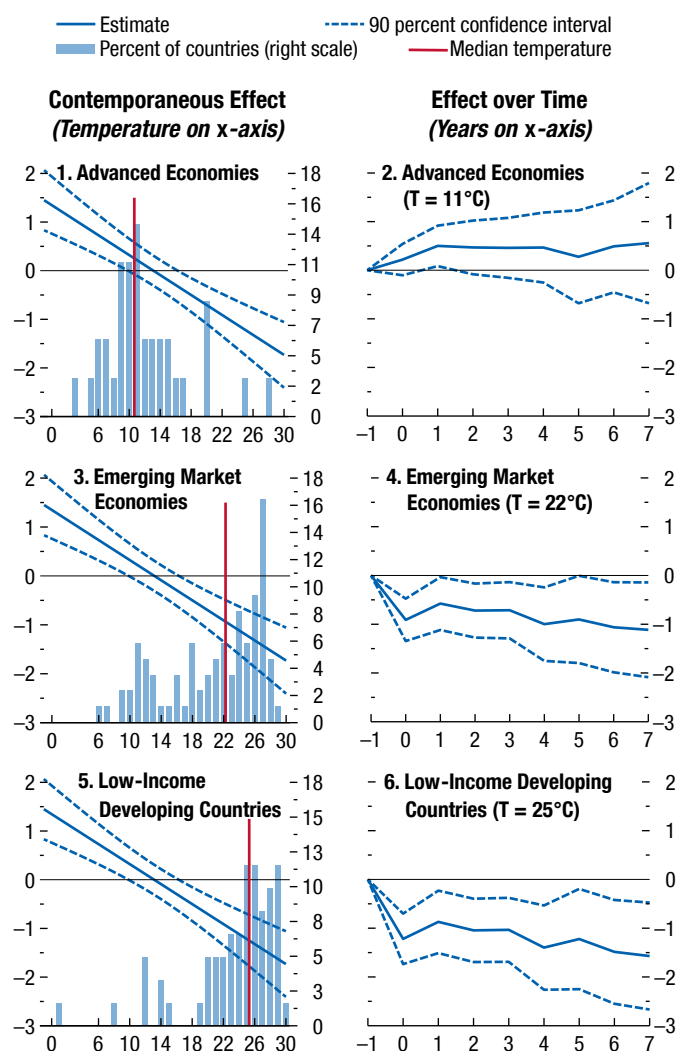 Estimate
90 percent confidence interval
Percent of countries (right scale)
Median temperature
Contemporaneous Effect
(Temperature on x-axis)
Effect over Time
(Years on x-axis)
1. Advanced Economies
2
1
0
–1
–2
–3
18
16
14
11
9
7
5
2
0
0 6 10 14 18 22 26 30
2. Advanced Economies
(T = 11°C)
2
1
0
–1
–2
–3
–1 0 1 2 3 4 5 6 7
3. Emerging Market
Economies
2
1
0
–1
–2
–3
18
16
14
12
10
8
6
4
2
0
0 6 10 14 18 22 26 30
4. Emerging Market
Economies (T = 22°C)
2
1
0
–1
–2
–3
–1 0 1 2 3 4 5 6 7
5. Low-Income
Developing Countries
2
1
0
–1
–2
–3
18
15
13
10
8
5
3
0
0 6 10 14 18 22 26 30
6. Low-Income Developing
Countries (T = 25°C)
2
1
0
–1
–2
–3
–1 0 1 2 3 4 5 6 7